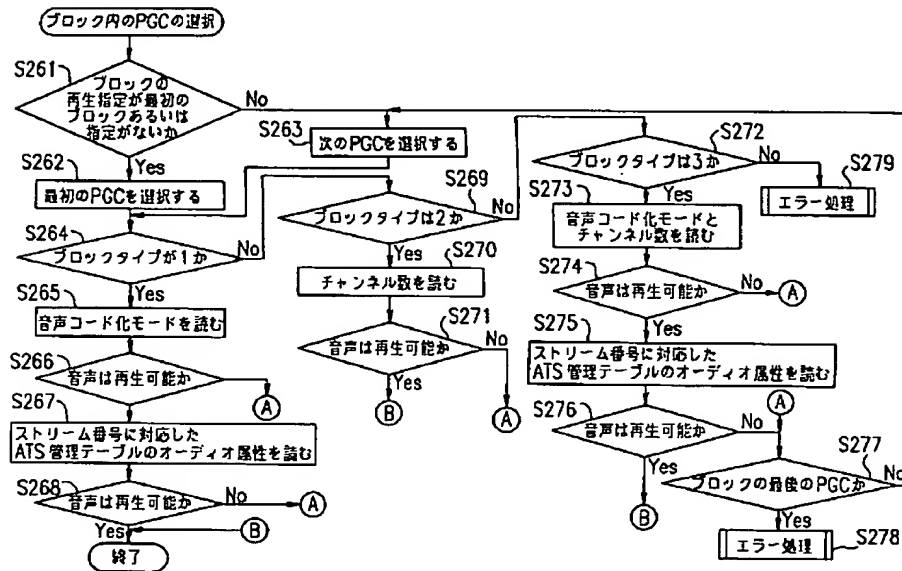 ブロック内のPGCの選択
S261
ブロックの
再生指定が最初の
ブロックあるいは
指定がないか
No
Yes
S262
最初のPGCを選択する
S263
次のPGCを選択する
S264
ブロックタイプが1か
No
Yes
S265
音声コード化モードを読む
S266
音声は再生可能か
A
S267
ストリーム番号に対応した
ATS管理テーブルのオーディオ属性を読む
S268
音声は再生可能か
No
A
Yes
B
終了
S269
ブロックタイプは2か
No
Yes
S270
チャンネル数を読む
S271
音声は再生可能か
No
Yes
B
A
S272
ブロックタイプは3か
No
Yes
S279
エラー処理
S273
音声コード化モードと
チャンネル数を読む
S274
音声は再生可能か
No
A
Yes
S275
ストリーム番号に対応した
ATS管理テーブルのオーディオ属性を読む
S276
音声は再生可能か
No
A
Yes
B
S277
ブロックの最後のPGCか
No
Yes
S278
エラー処理